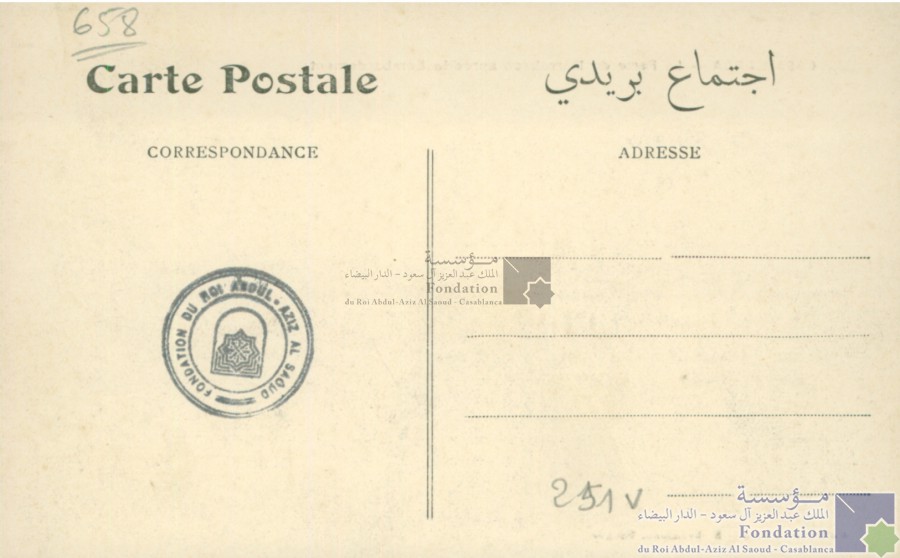 658
Carte Postale
اجتماع بريدي
CORRESPONDANCE
ADRESSE
مؤسسة
الملك عبد العزيز آل سعود - الدار البيضاء
Fondation
du Roi Abdul-Aziz Al Saoud - Casablanca
FONDATION DU ROI ABDUL-AZIZ AL SAOUD
251 V
مؤسسة
الملك عبد العزيز آل سعود - الدار البيضاء
Fondation
du Roi Abdul-Aziz Al Saoud - Casablanca